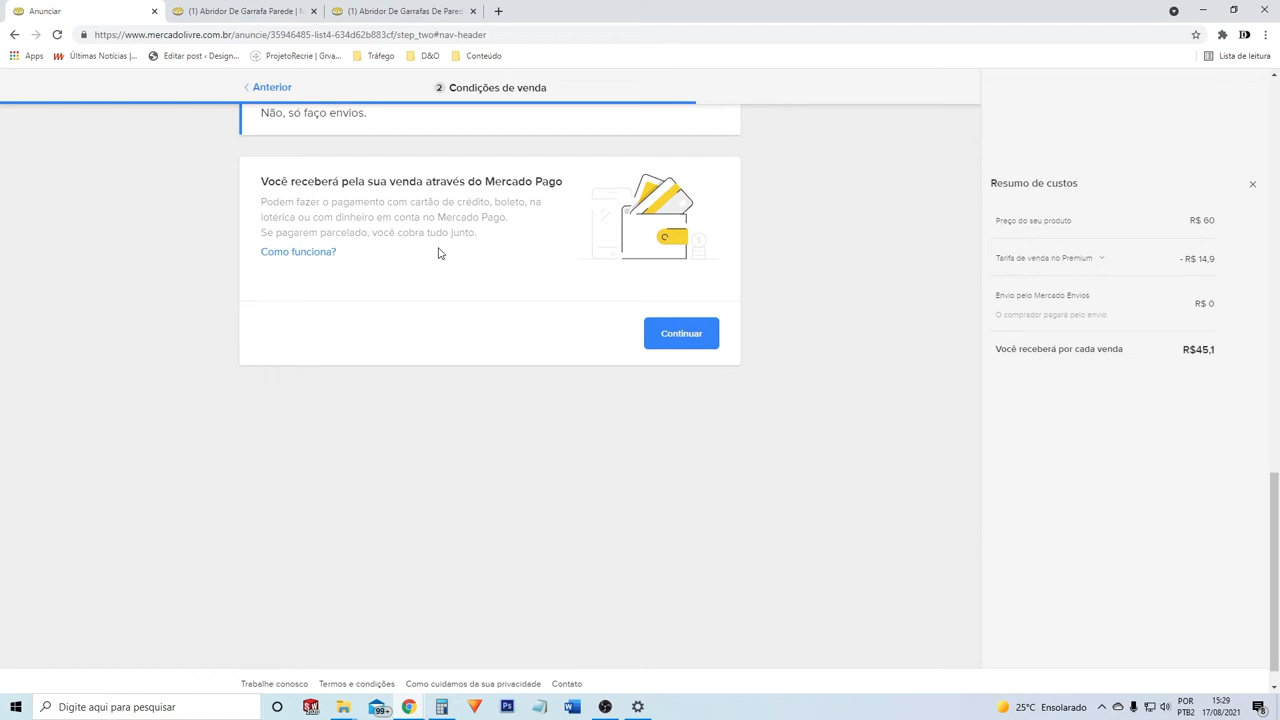 Anunciar
(1) Abridor De Garrafa Parede | M
(1) Abridor De Garrafas De Pared
https://www.mercadolivre.com.br/anuncie/35946485-list4-634d62b883cf/step_two#nav-header
Apps
Últimas Notícias |...
Editar post ‹ Design...
ProjetoRecrie | Grva...
Tráfego
D&O
Conteúdo
Lista de leitura
Anterior
2 Condições de venda
Não, só faço envios.
Você receberá pela sua venda através do Mercado Pago
Podem fazer o pagamento com cartão de crédito, boleto, na
lotérica ou com dinheiro em conta no Mercado Pago.
Se pagarem parcelado, você cobra tudo junto.
Como funciona?
Continuar
Resumo de custos
Preço do seu produto
R$ 60
Tarifa de venda no Premium
- R$ 14,9
Envio pelo Mercado Envios
R$ 0
O comprador pagará pelo envio.
Você receberá por cada venda
R$45,1
Trabalhe conosco
Termos e condições
Como cuidamos da sua privacidade
Contato
Digite aqui para pesquisar
99+
25°C Ensolarado
POR
PTB2
15:29
17/08/2021